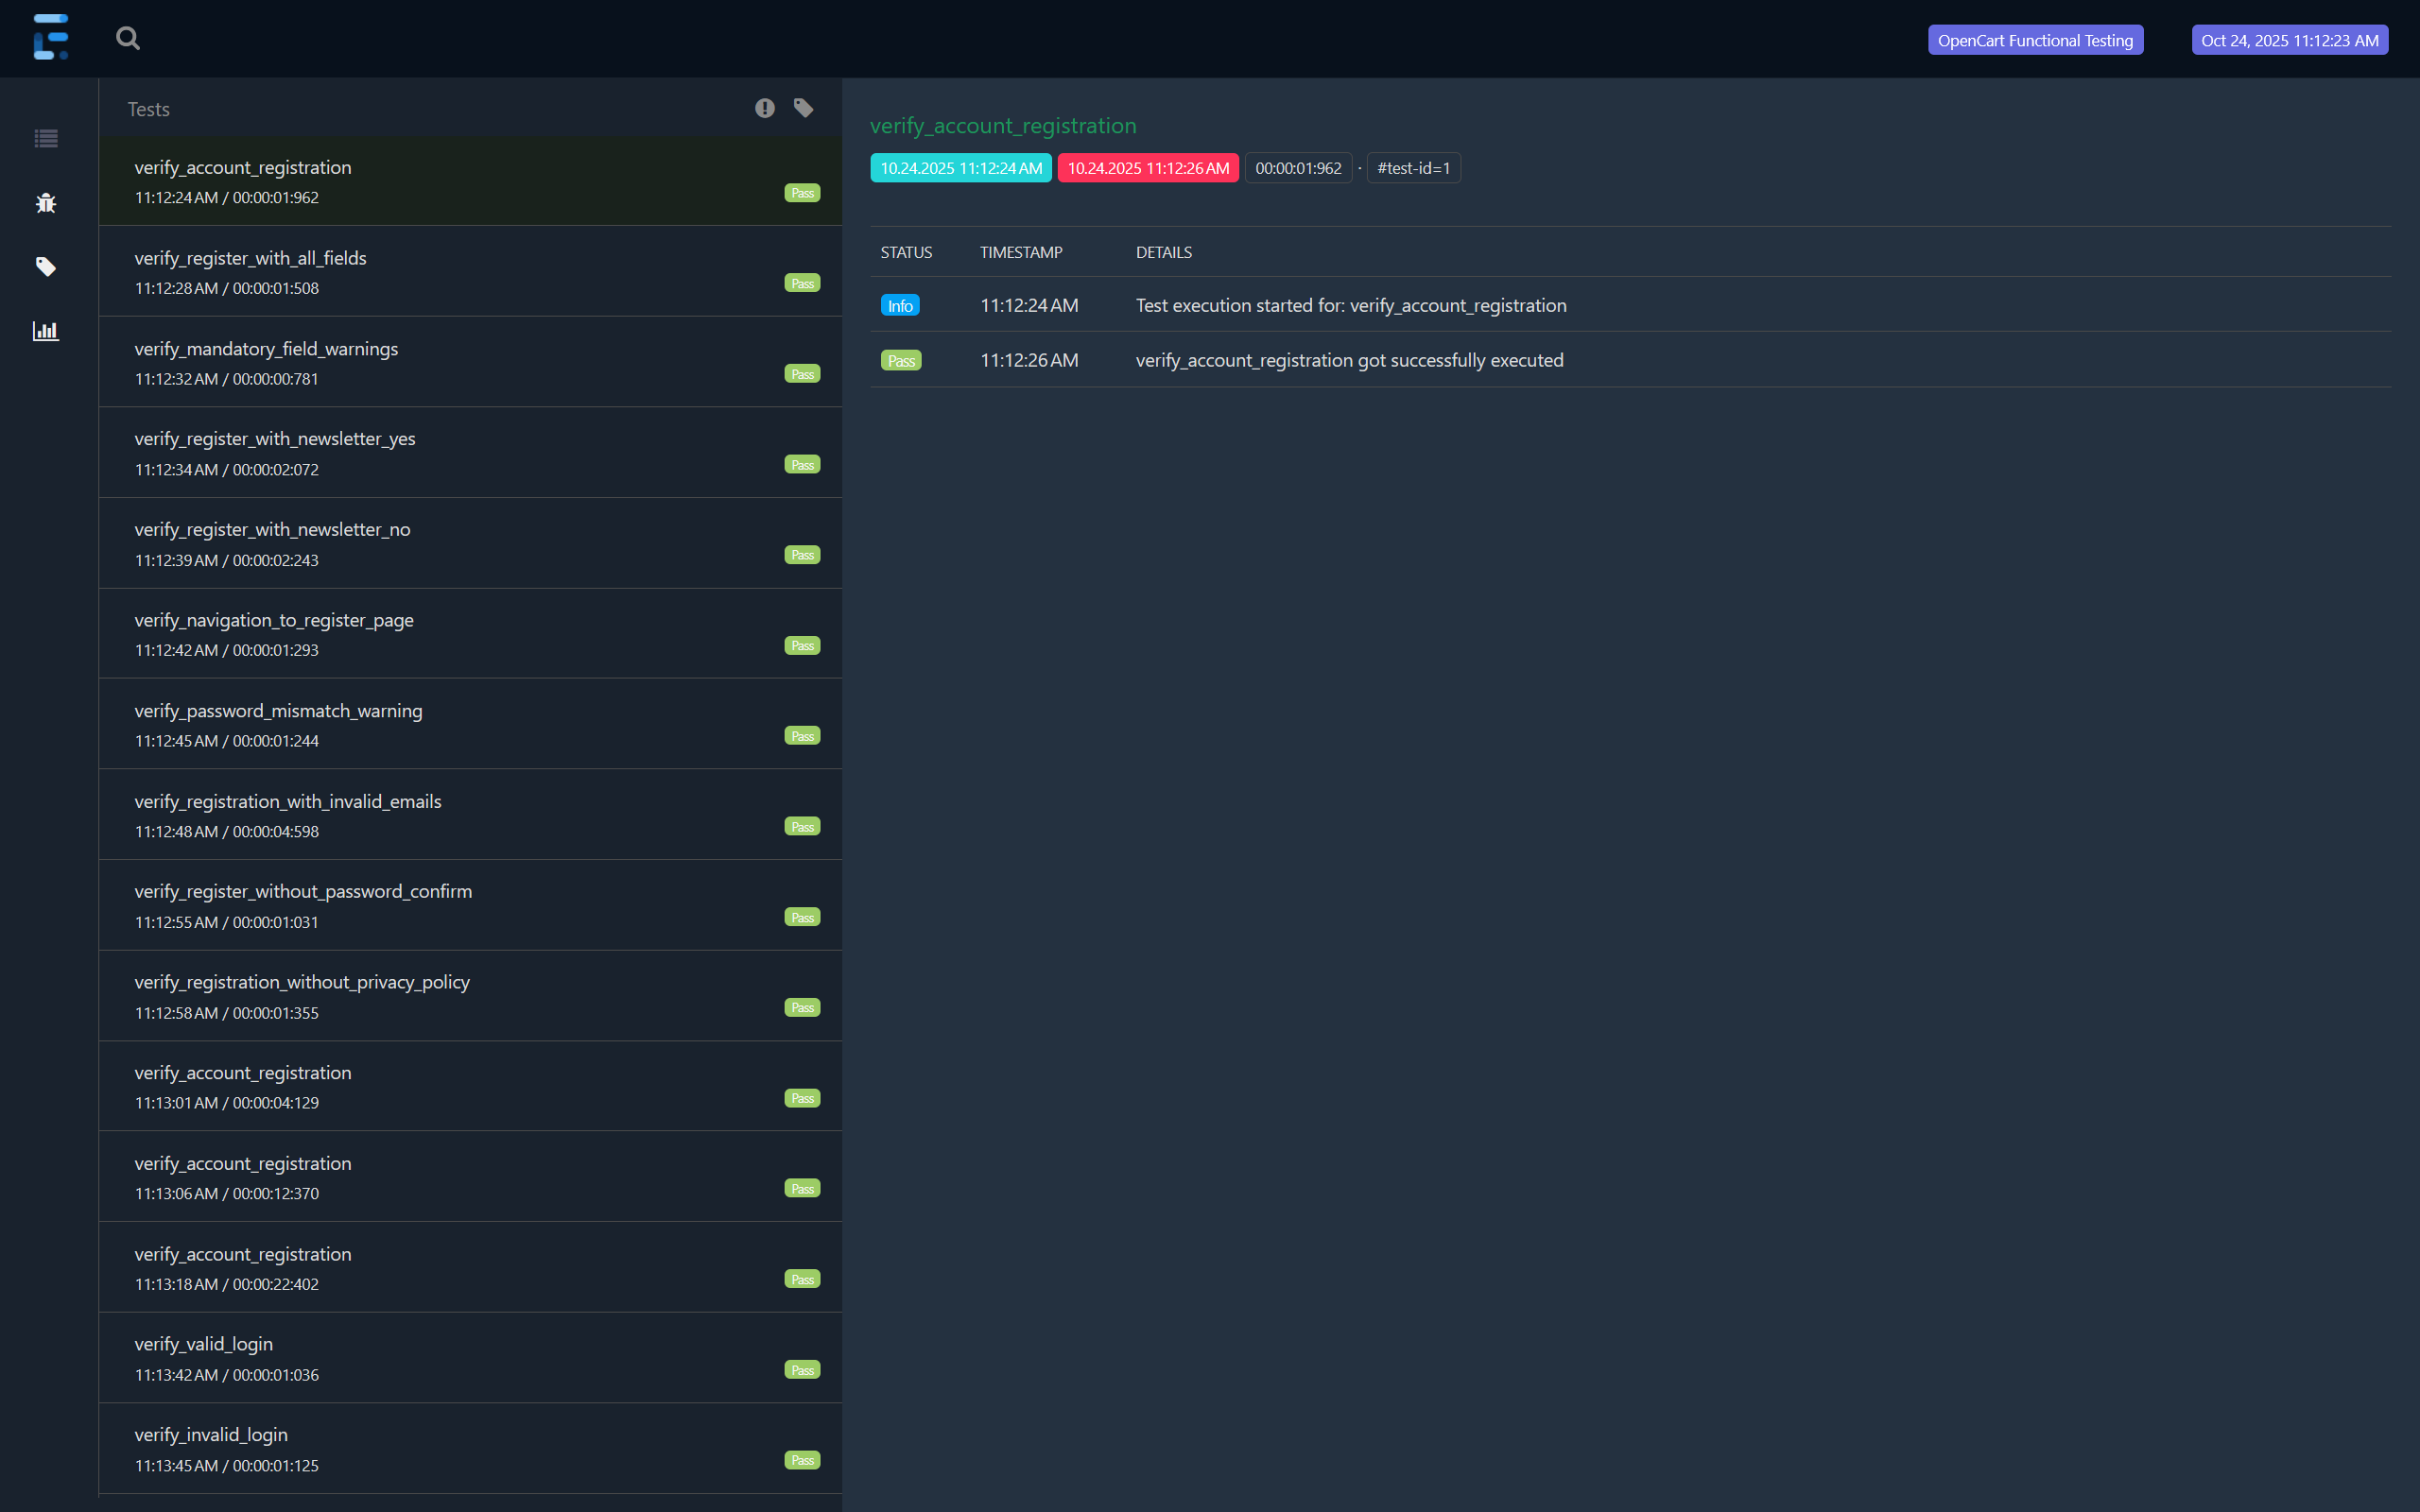 OpenCart Functional Testing
Oct 24, 2025 11:12:23 AM
Tests
verify_account_registration
11:12:24 AM / 00:00:01:962
Pass
verify_register_with_all_fields
11:12:28 AM / 00:00:01:508
Pass
verify_mandatory_field_warnings
11:12:32 AM / 00:00:00:781
Pass
verify_register_with_newsletter_yes
11:12:34 AM / 00:00:02:072
Pass
verify_register_with_newsletter_no
11:12:39 AM / 00:00:02:243
Pass
verify_navigation_to_register_page
11:12:42 AM / 00:00:01:293
Pass
verify_password_mismatch_warning
11:12:45 AM / 00:00:01:244
Pass
verify_registration_with_invalid_emails
11:12:48 AM / 00:00:04:598
Pass
verify_register_without_password_confirm
11:12:55 AM / 00:00:01:031
Pass
verify_registration_without_privacy_policy
11:12:58 AM / 00:00:01:355
Pass
verify_account_registration
11:13:01 AM / 00:00:04:129
Pass
verify_account_registration
11:13:06 AM / 00:00:12:370
Pass
verify_account_registration
11:13:18 AM / 00:00:22:402
Pass
verify_valid_login
11:13:42 AM / 00:00:01:036
Pass
verify_invalid_login
11:13:45 AM / 00:00:01:125
Pass
verify_account_registration
10.24.2025 11:12:24 AM 10.24.2025 11:12:26 AM 00:00:01:962 · #test-id=1
STATUS TIMESTAMP DETAILS
Info 11:12:24 AM Test execution started for: verify_account_registration
Pass 11:12:26 AM verify_account_registration got successfully executed